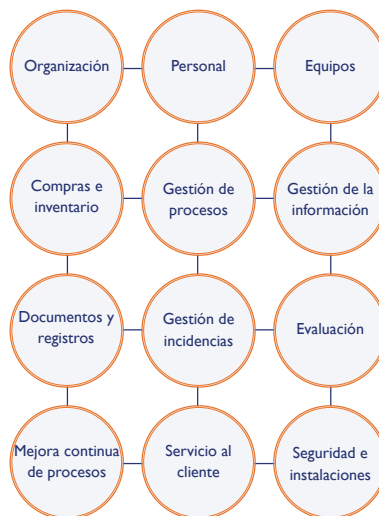 Organización
Personal
Equipos
Compras e
inventario
Gestión de
procesos
Gestión de la
información
Documentos y
registros
Gestión de
incidencias
Evaluación
Mejora continua
de procesos
Servicio al
cliente
Seguridad e
instalaciones